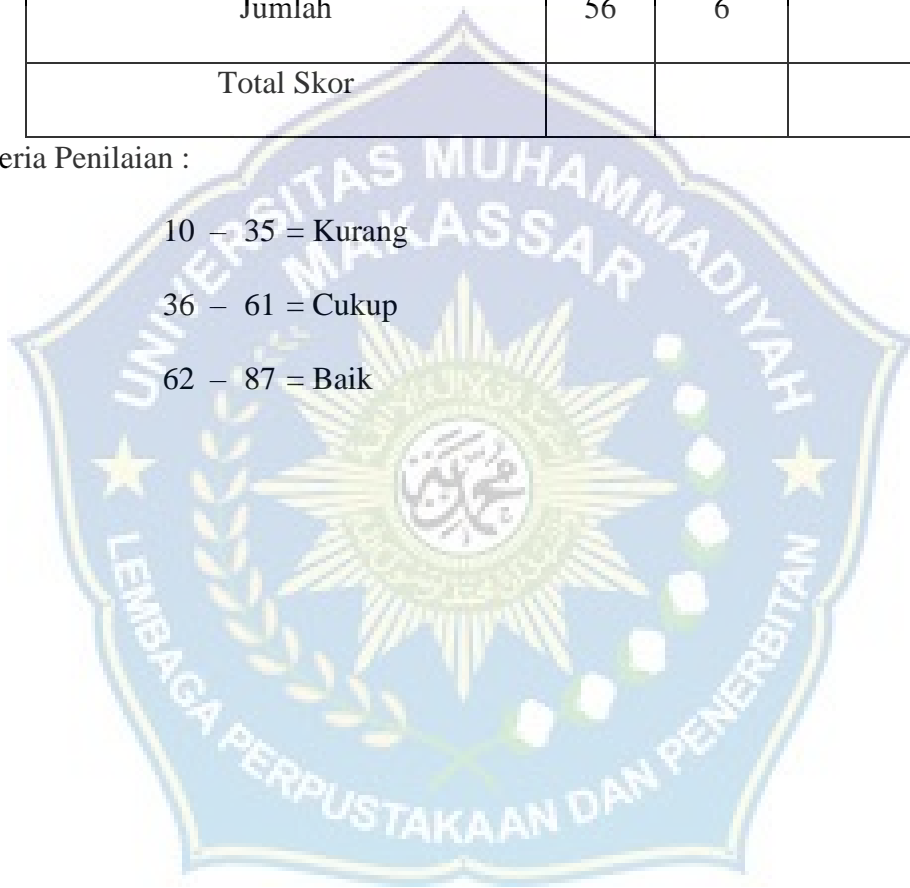 Jumlah 56 6
Total Skor
eria Penilaian :
10 – 35 = Kurang
36 – 61 = Cukup
62 – 87 = Baik
UNIVERSITAS MUHAMMADIYAH
MAKASSAR
LEMBAGA PERPUSTAKAAN DAN PENERBITAN